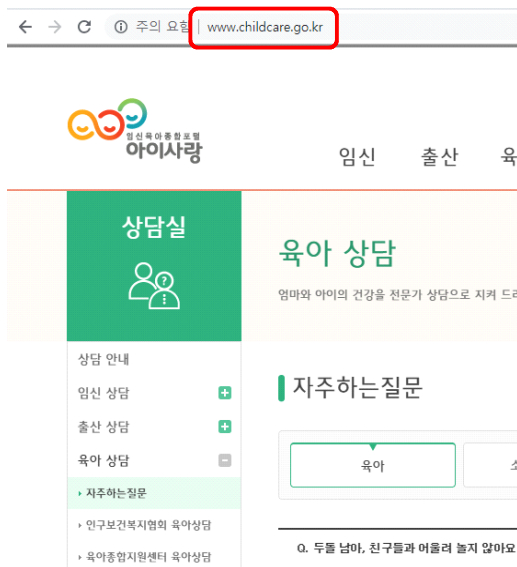 주의 요함 | www.childcare.go.kr
임신육아종합포털
아이사랑
임신 출산 육
상담실
육아 상담
엄마와 아이의 건강을 전문가 상담으로 지켜 드
상담 안내
임신 상담
출산 상담
육아 상담
자주하는질문
인구보건복지협회 육아상담
육아종합지원센터 육아상담
자주하는질문
육아
Q. 두돌 남아, 친구들과 어울려 놀지 않아요